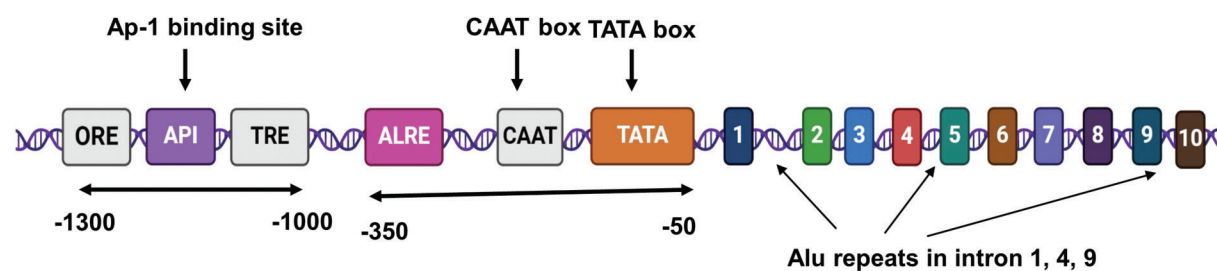 Ap-1 binding site CAAT box TATA box
ORE API TRE ALRE CAAT TATA 1 2 3 4 5 6 7 8 9 10
-1300 -1000 -350 -50
Alu repeats in intron 1, 4, 9